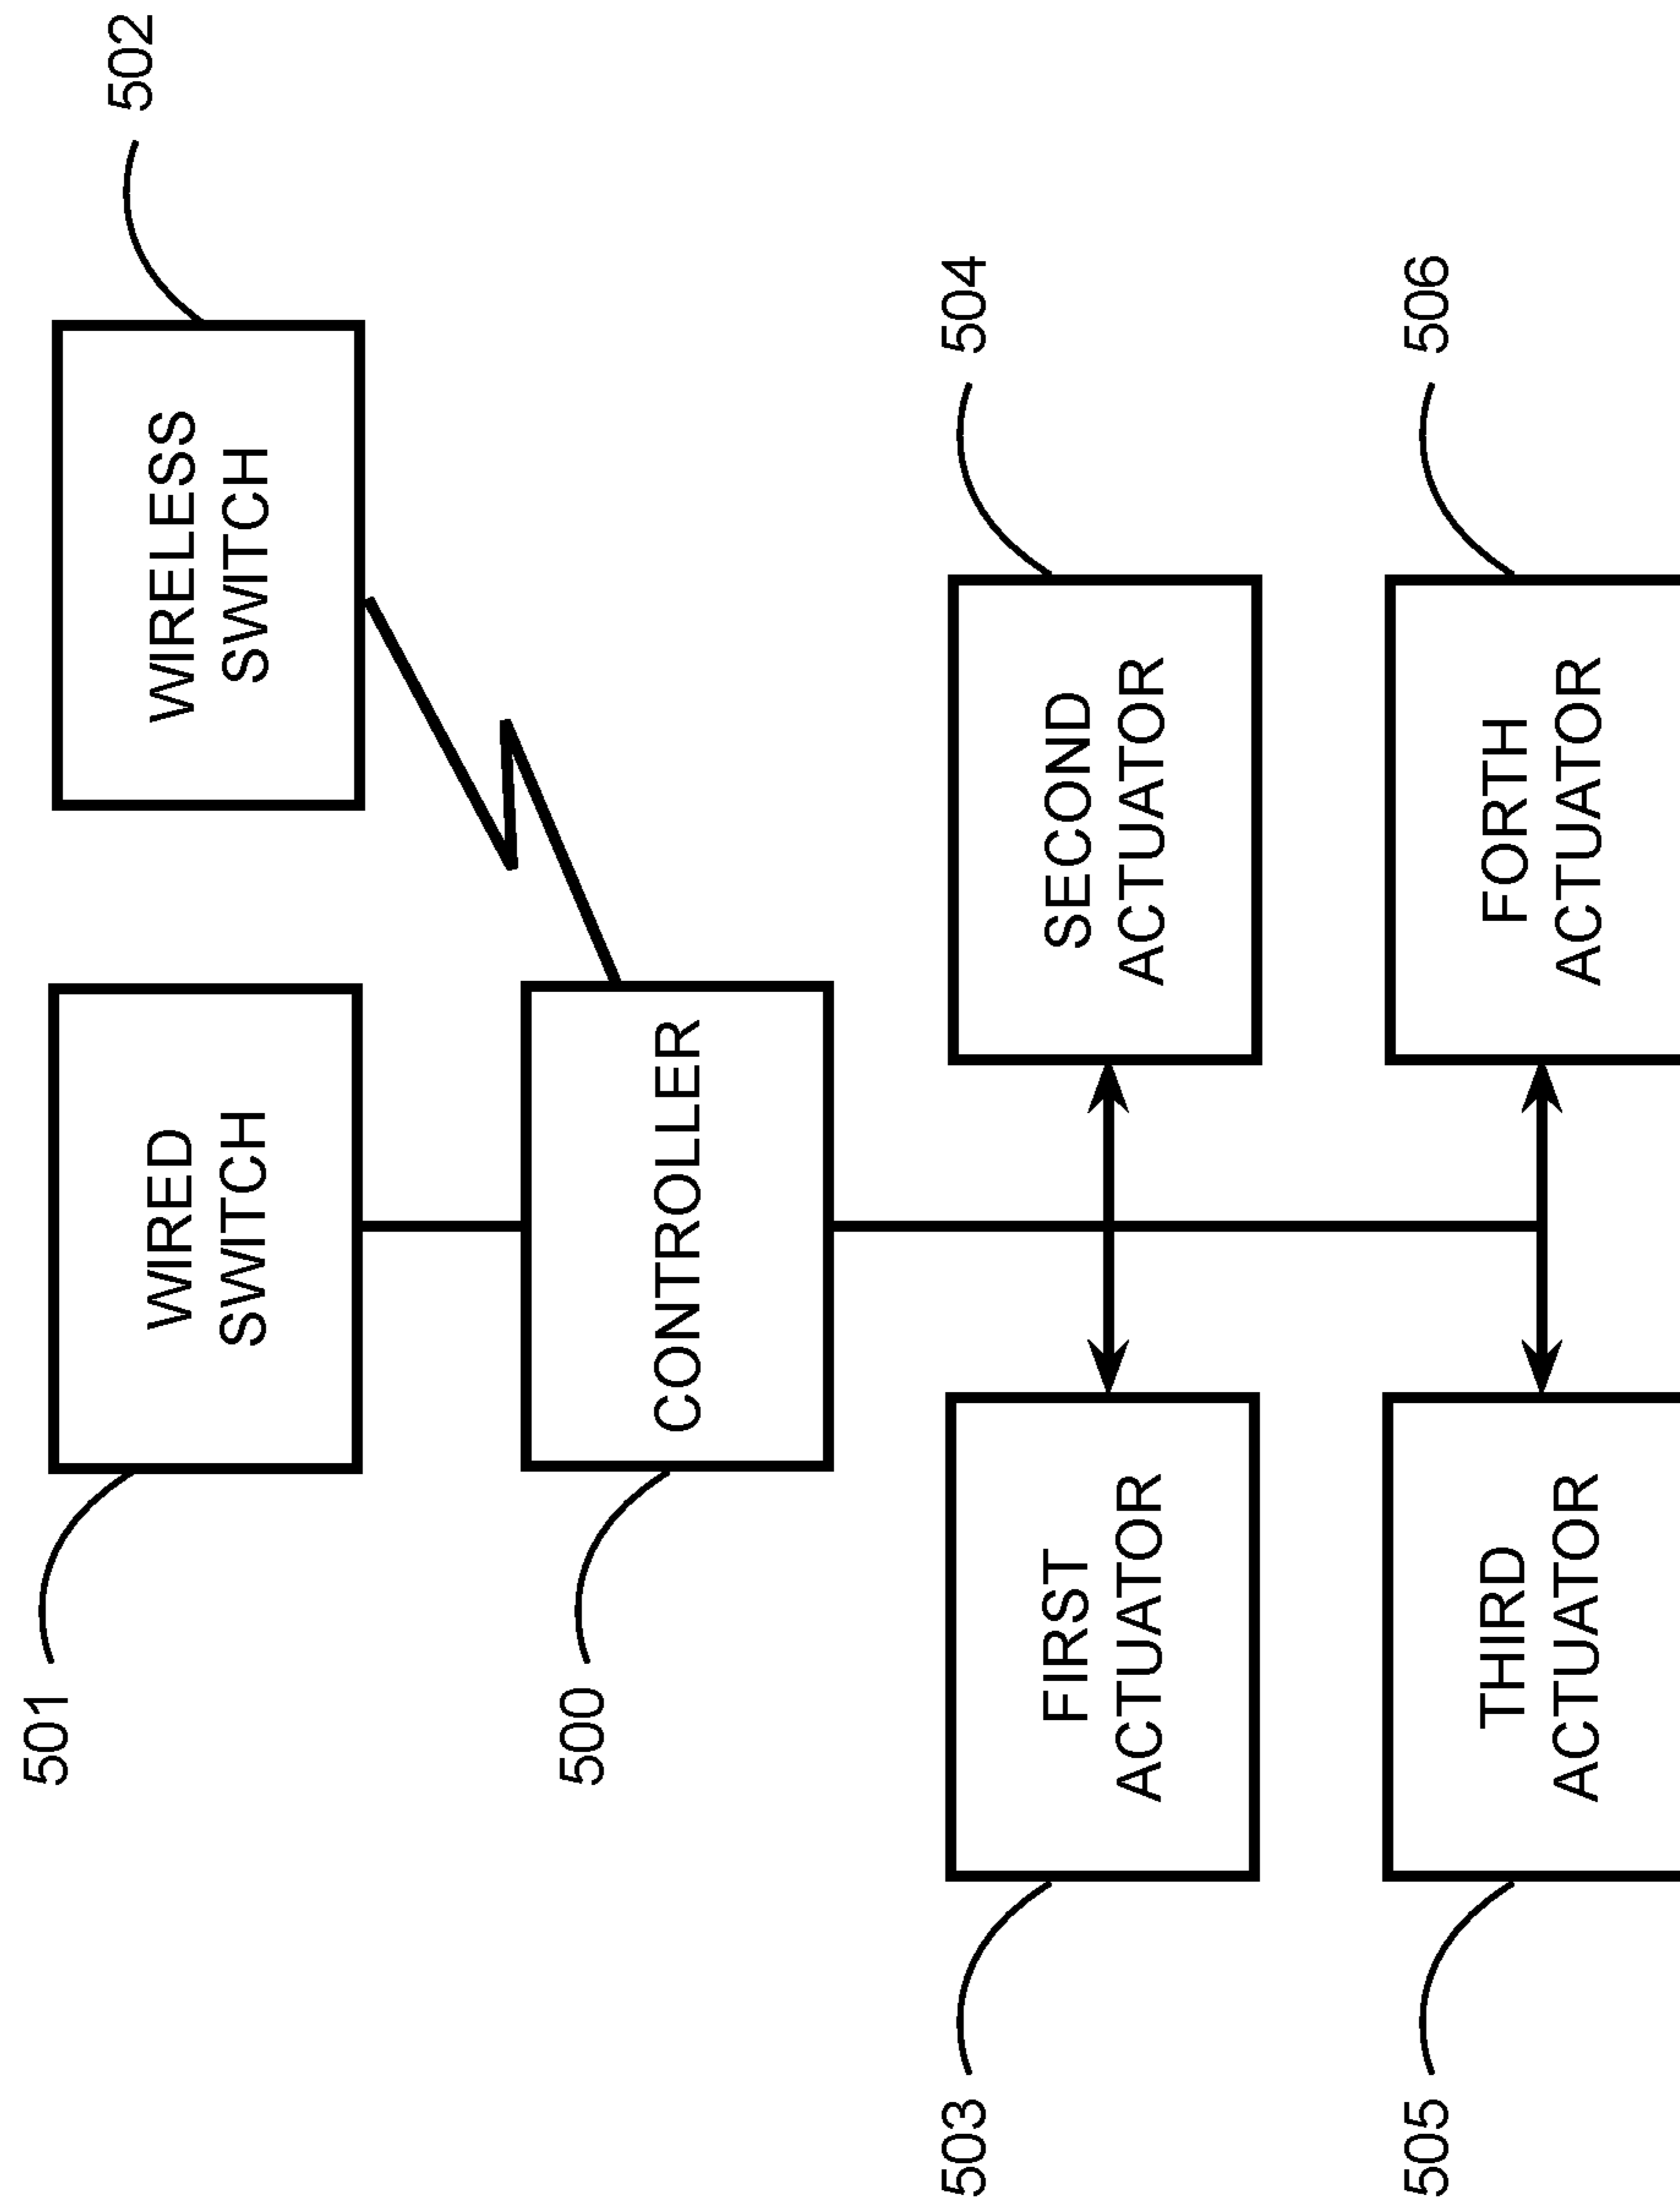 501
WIRED
SWITCH
WIRELESS
SWITCH
502
500
CONTROLLER
503
FIRST
ACTUATOR
SECOND
ACTUATOR
504
505
THIRD
ACTUATOR
FORTH
ACTUATOR
506